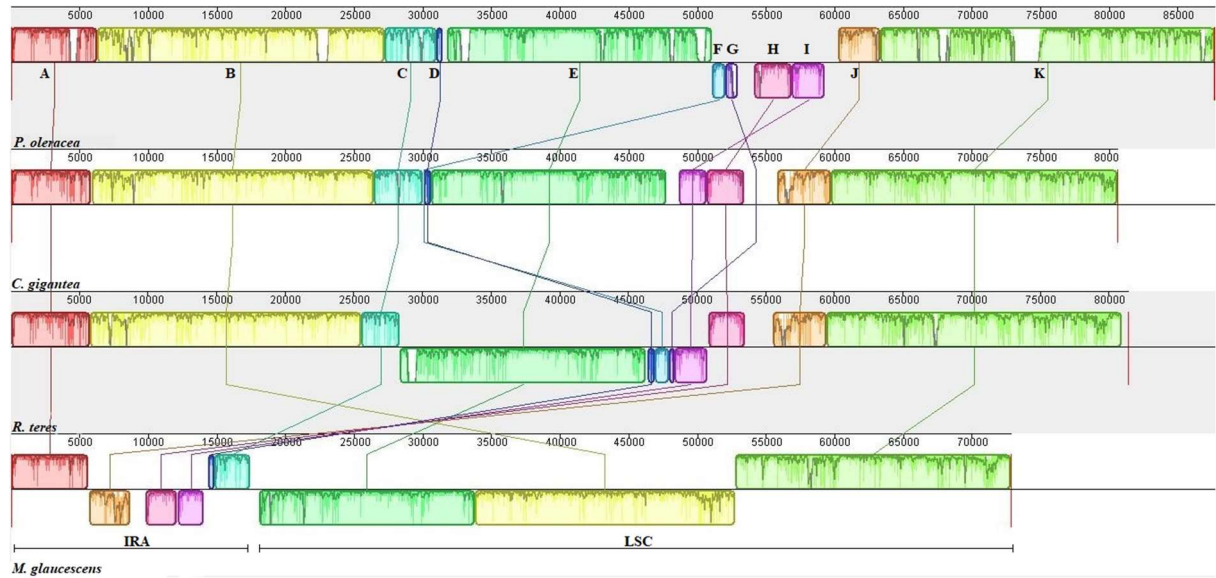 5000 10000 15000 20000 25000 30000 35000 40000 45000 50000 55000 60000 65000 70000 75000 80000 85000
F G H I
A B C D E J K
P. oleracea
5000 10000 15000 20000 25000 30000 35000 40000 45000 50000 55000 60000 65000 70000 75000 80000
C. gigantea
5000 10000 15000 20000 25000 30000 35000 40000 45000 50000 55000 60000 65000 70000 75000 80000
R. teres
5000 10000 15000 20000 25000 30000 35000 40000 45000 50000 55000 60000 65000 70000
IRA LSC
M. glaucescens